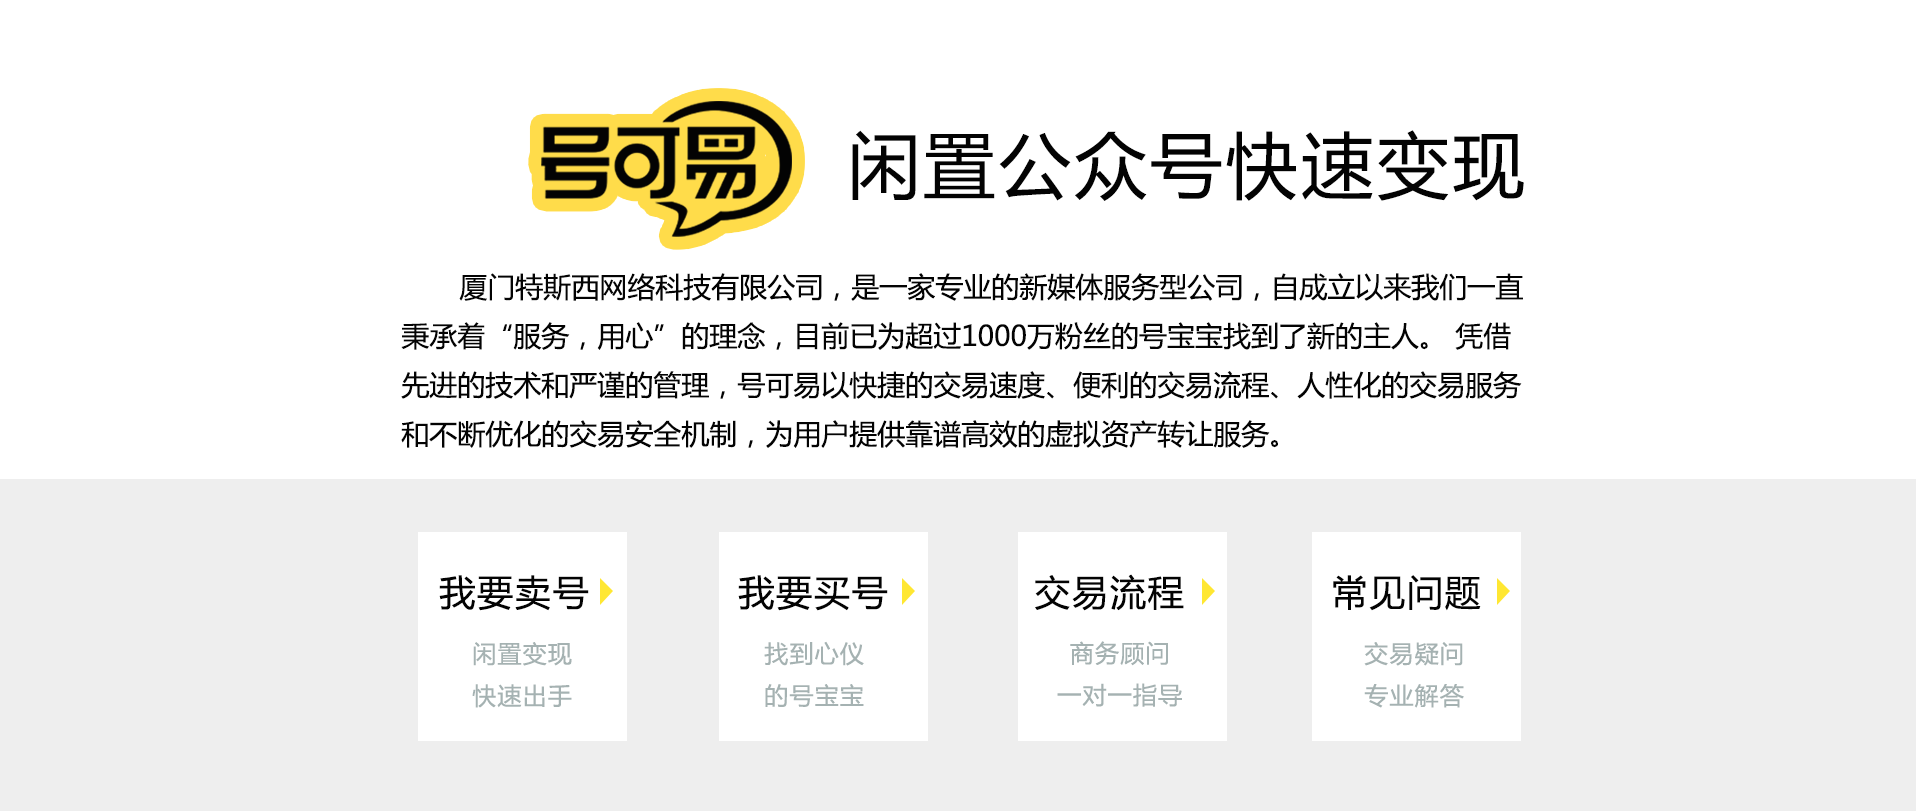 号可易
闲置公众号快速变现
厦门特斯西网络科技有限公司，是一家专业的新媒体服务型公司，自成立以来我们一直
秉承着“服务，用心”的理念，目前已为超过1000万粉丝的号宝宝找到了新的主人。 凭借
先进的技术和严谨的管理，号可易以快捷的交易速度、便利的交易流程、人性化的交易服务
和不断优化的交易安全机制，为用户提供靠谱高效的虚拟资产转让服务。
我要卖号
闲置变现
快速出手
我要买号
找到心仪
的号宝宝
交易流程
商务顾问
一对一指导
常见问题
交易疑问
专业解答